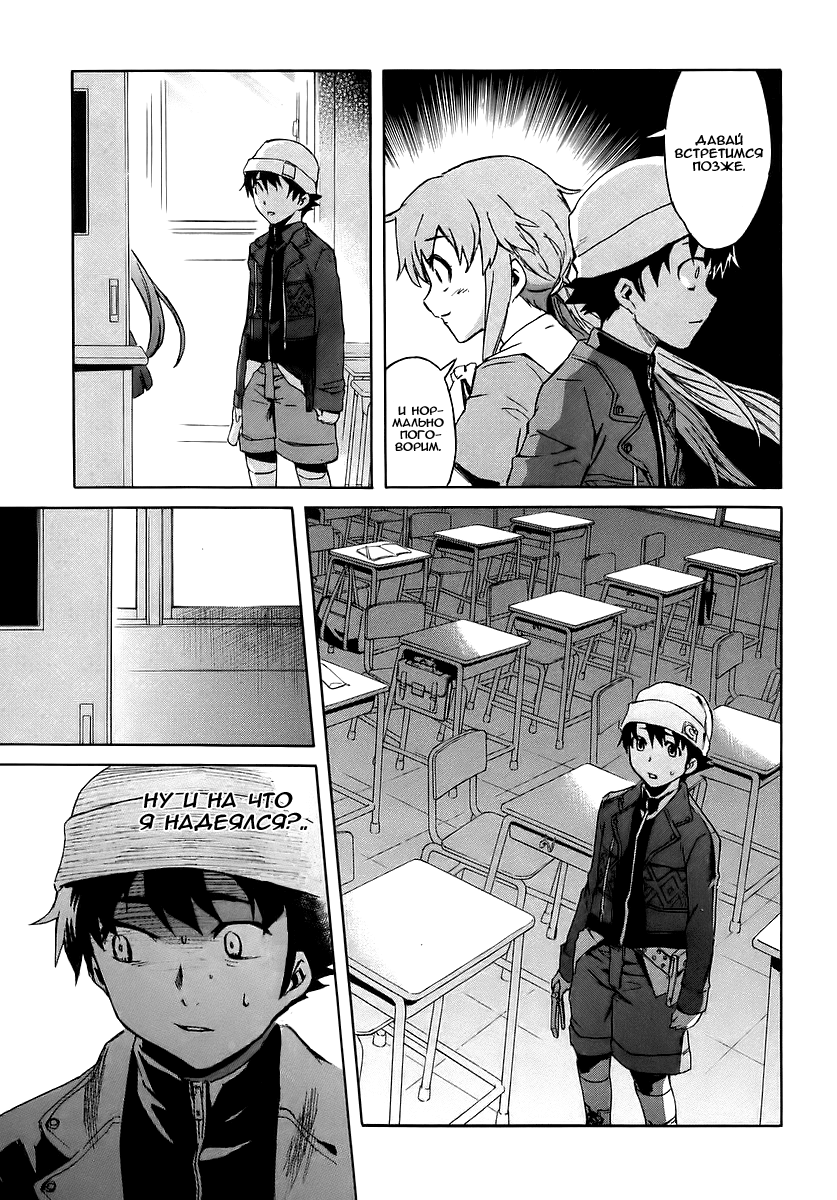 ДАВАЙ
ВСТРЕТИМСЯ
ПОЗЖЕ.
И НОР-
МАЛЬНО
ПОГО-
ВОРИМ.
НУ И НА ЧТО
Я НАДЕЯЛСЯ?..